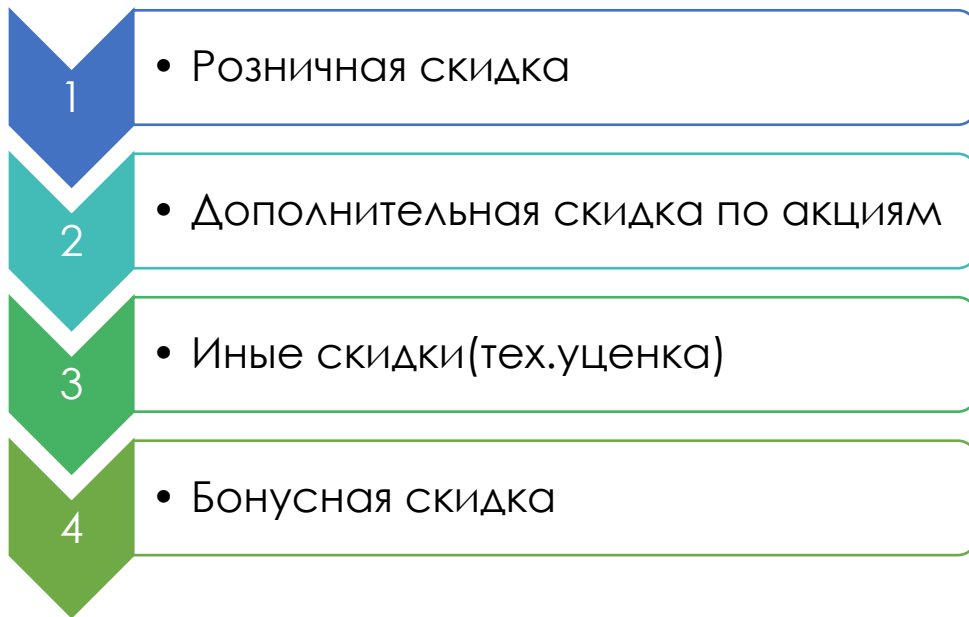 1
• Розничная скидка
2
• Дополнительная скидка по акциям
3
• Иные скидки(тех.уценка)
4
• Бонусная скидка